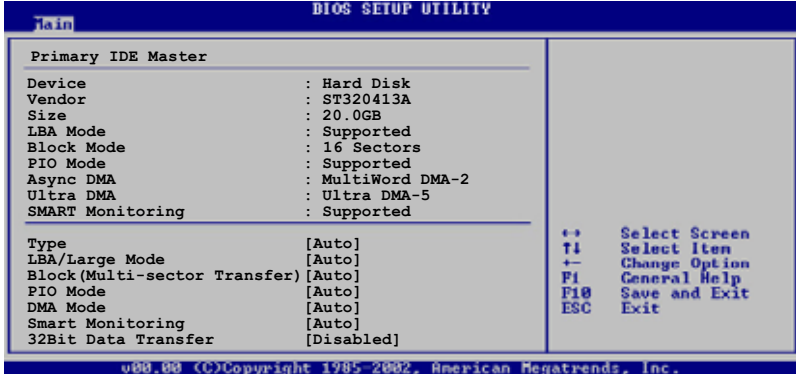 BIOS SETUP UTILITY
Main
Primary IDE Master
Device : Hard Disk
Vendor : ST320413A
Size : 20.0GB
LBA Mode : Supported
Block Mode : 16 Sectors
PIO Mode : Supported
Async DMA : MultiWord DMA-2
Ultra DMA : Ultra DMA-5
SMART Monitoring : Supported
Type [Auto]
LBA/Large Mode [Auto]
Block(Multi-sector Transfer) [Auto]
PIO Mode [Auto]
DMA Mode [Auto]
Smart Monitoring [Auto]
32Bit Data Transfer [Disabled]
↔ Select Screen
↑↓ Select Item
+- Change Option
F1 General Help
F10 Save and Exit
ESC Exit
v00.00 (C)Copyright 1985-2002, American Megatrends, Inc.